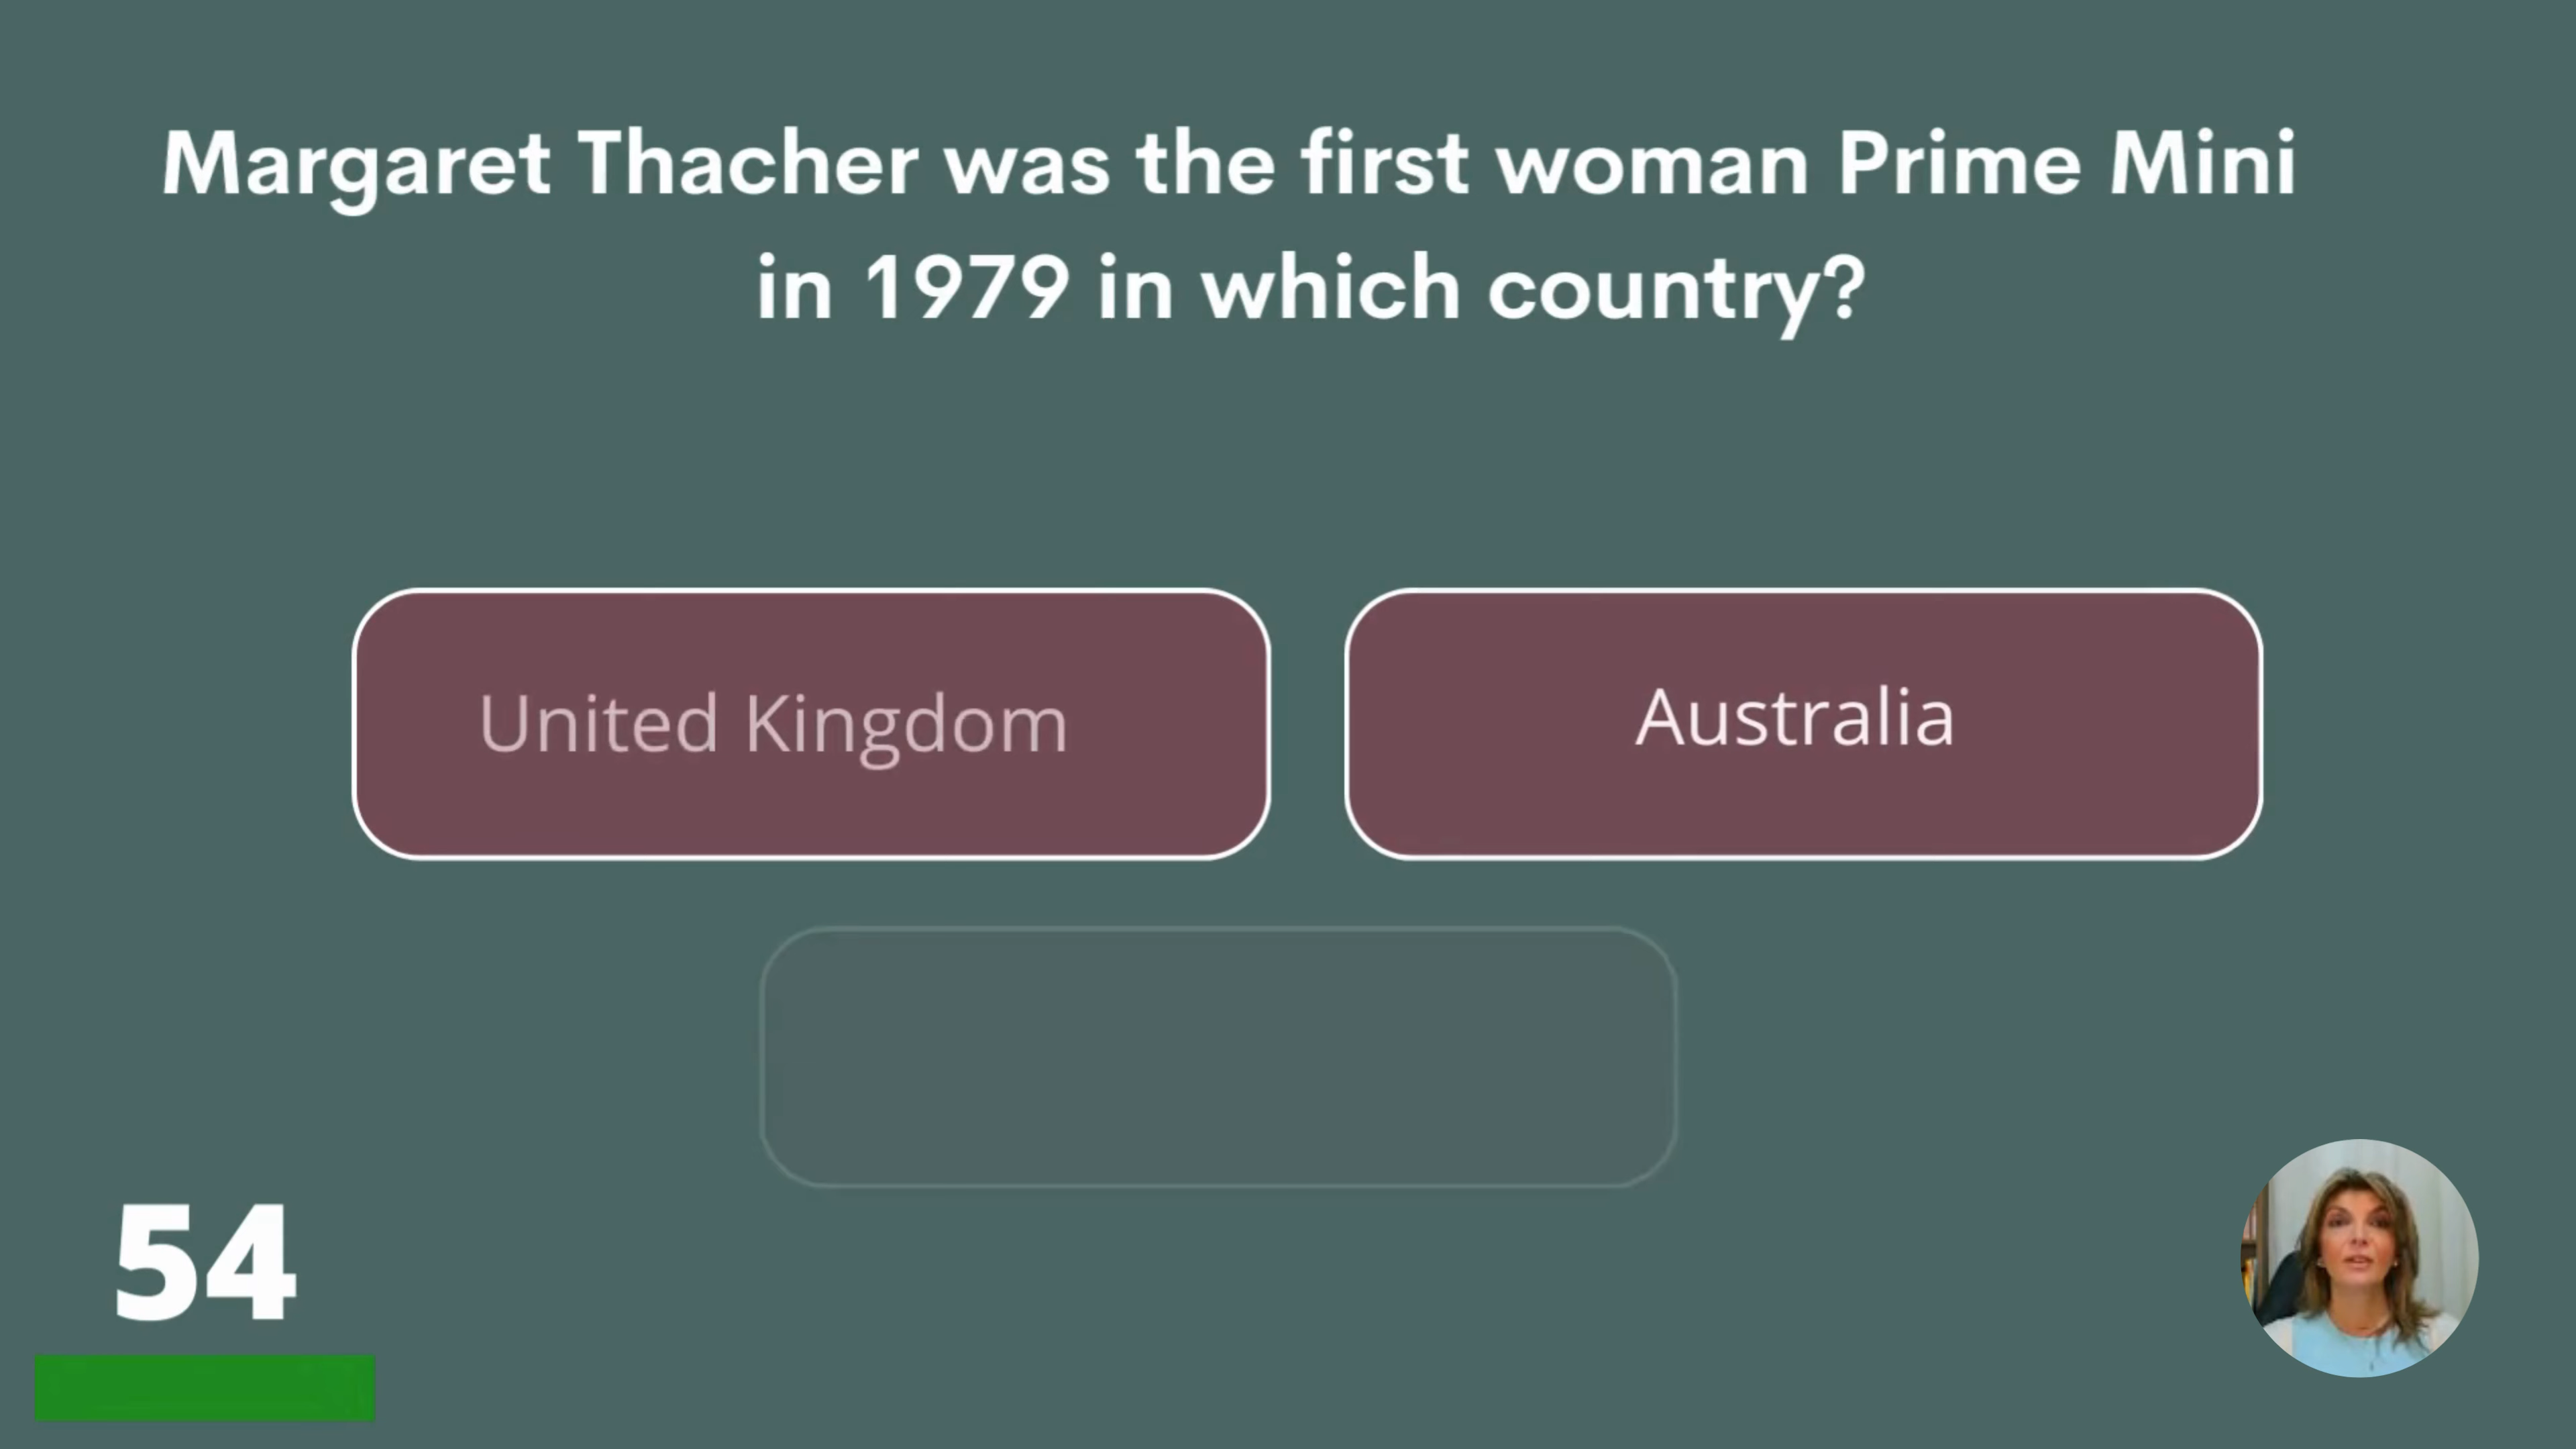 Margaret Thacher was the first woman Prime Mini
in 1979 in which country?
United Kingdom
Australia
54